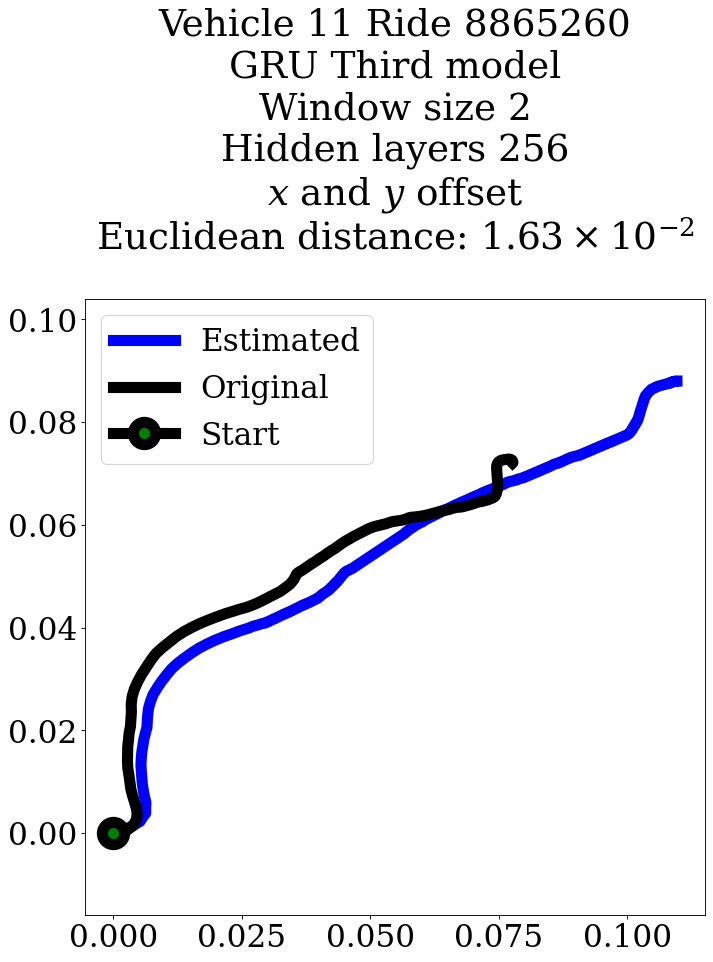 Vehicle 11 Ride 8865260
GRU Third model
Window size 2
Hidden layers 256
x and y offset
Euclidean distance: 1.63 × 10⁻²
0.10
0.08
0.06
0.04
0.02
0.00
Estimated
Original
Start
0.000 0.025 0.050 0.075 0.100